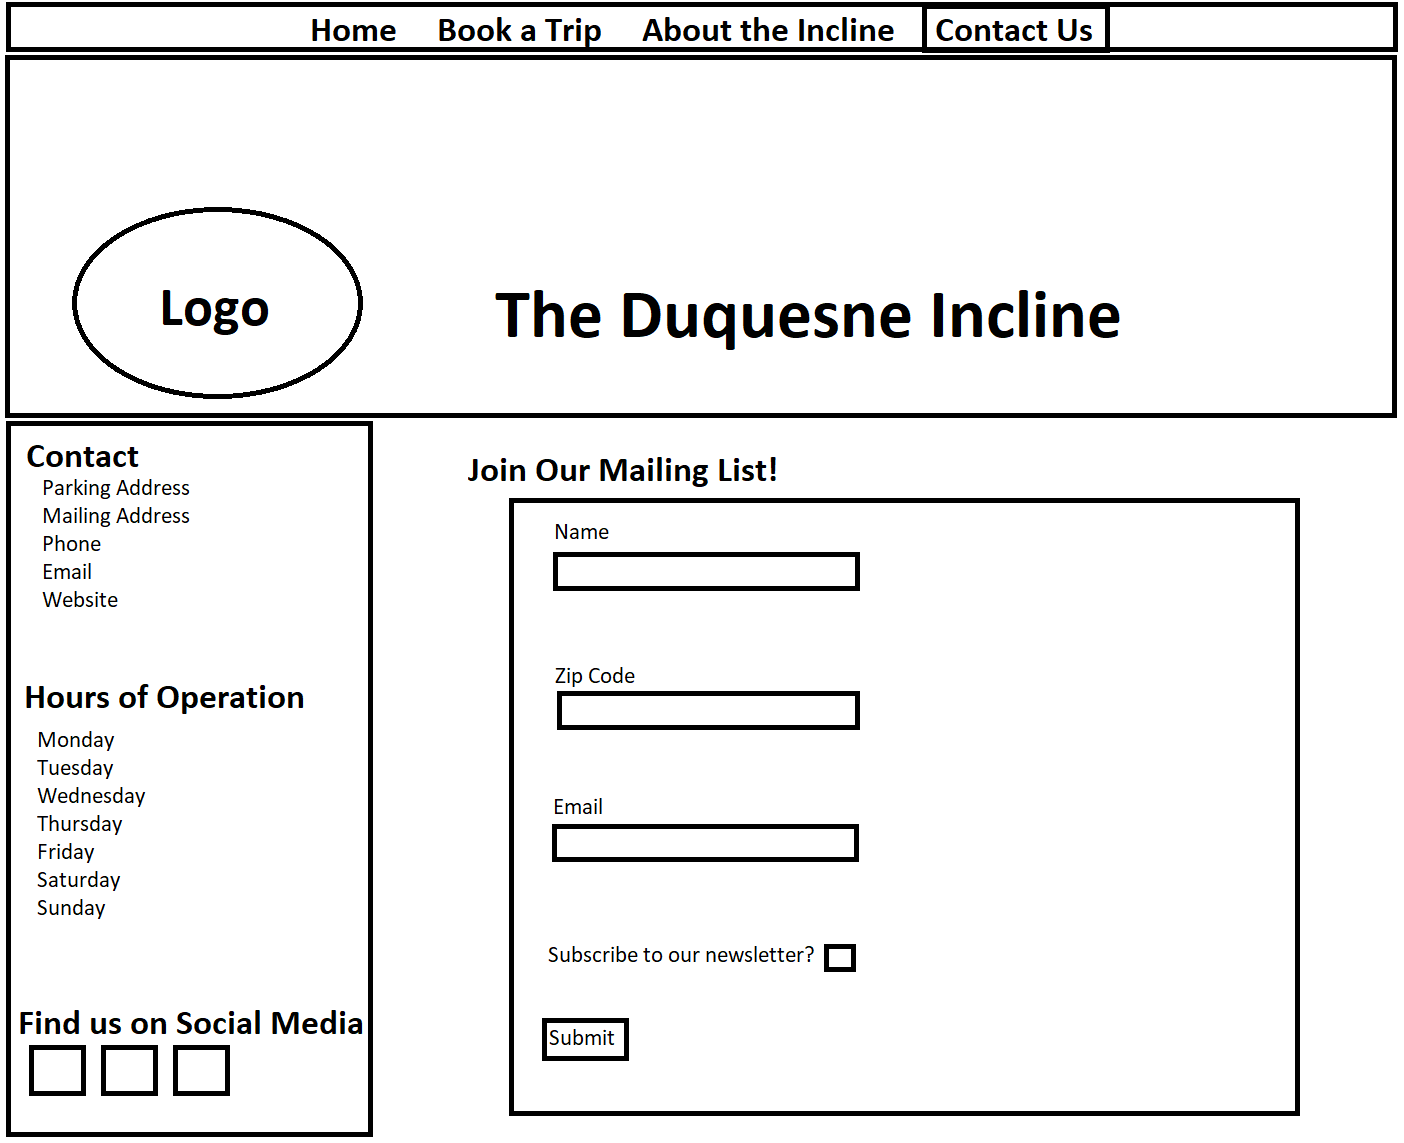 Home Book a Trip About the Incline Contact Us
Logo
The Duquesne Incline
Contact
Parking Address
Mailing Address
Phone
Email
Website
Hours of Operation
Monday
Tuesday
Wednesday
Thursday
Friday
Saturday
Sunday
Find us on Social Media
Join Our Mailing List!
Name
Zip Code
Email
Subscribe to our newsletter?
Submit